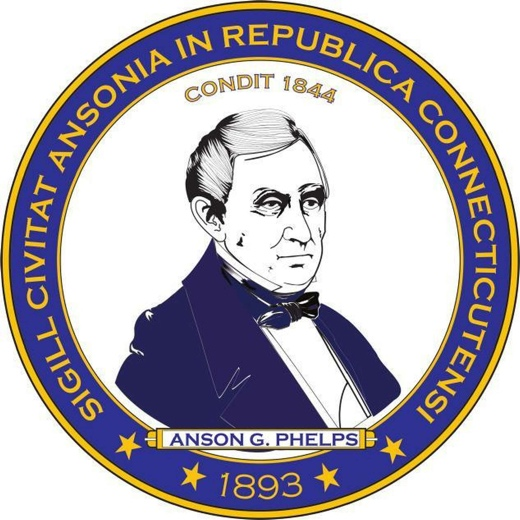 SIGILL CIVITAT ANSONIA IN REPUBLICA CONNECTICUTENSI
CONDIT 1844
ANSON G. PHELPS
1893